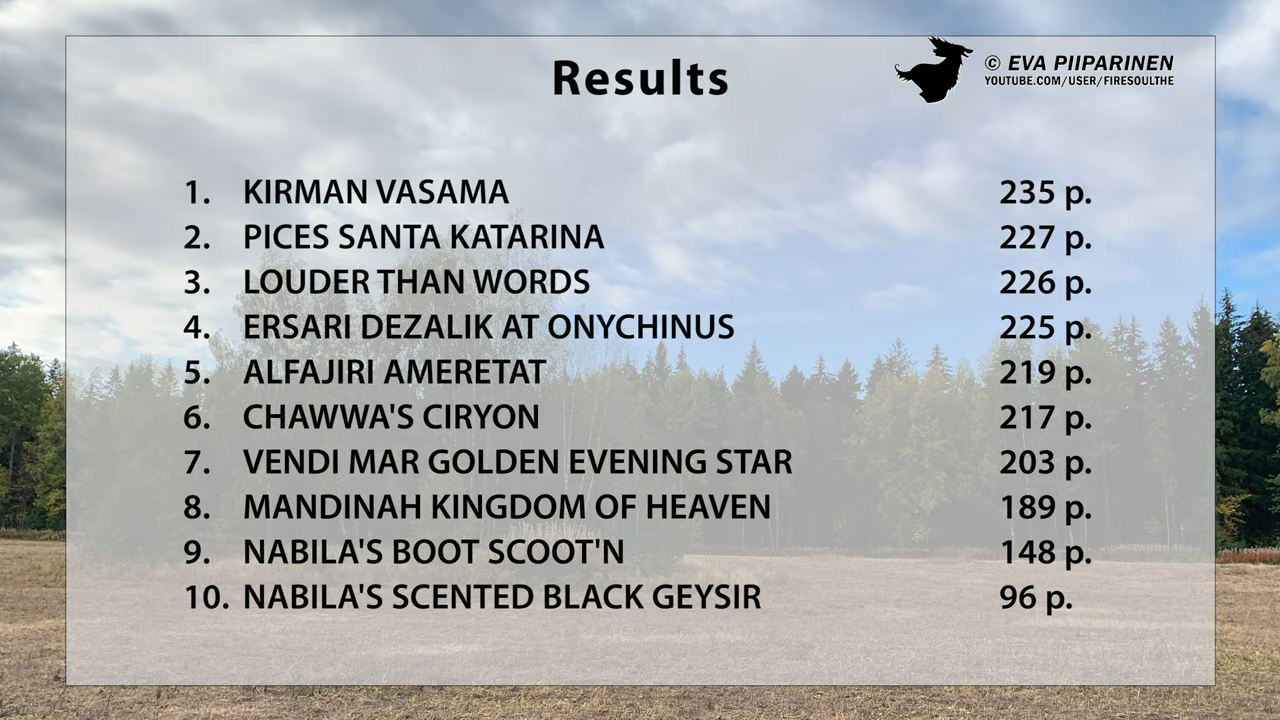 Results
© EVA PIIPARINEN
YOUTUBE.COM/USER/FIRESOULTHE
1. KIRMAN VASAMA 235 p.
2. PICES SANTA KATARINA 227 p.
3. LOUDER THAN WORDS 226 p.
4. ERSARI DEZALIK AT ONYCHINUS 225 p.
5. ALFAJIRI AMERETAT 219 p.
6. CHAWWA'S CIRYON 217 p.
7. VENDI MAR GOLDEN EVENING STAR 203 p.
8. MANDINAH KINGDOM OF HEAVEN 189 p.
9. NABILA'S BOOT SCOOT'N 148 p.
10. NABILA'S SCENTED BLACK GEYSIR 96 p.